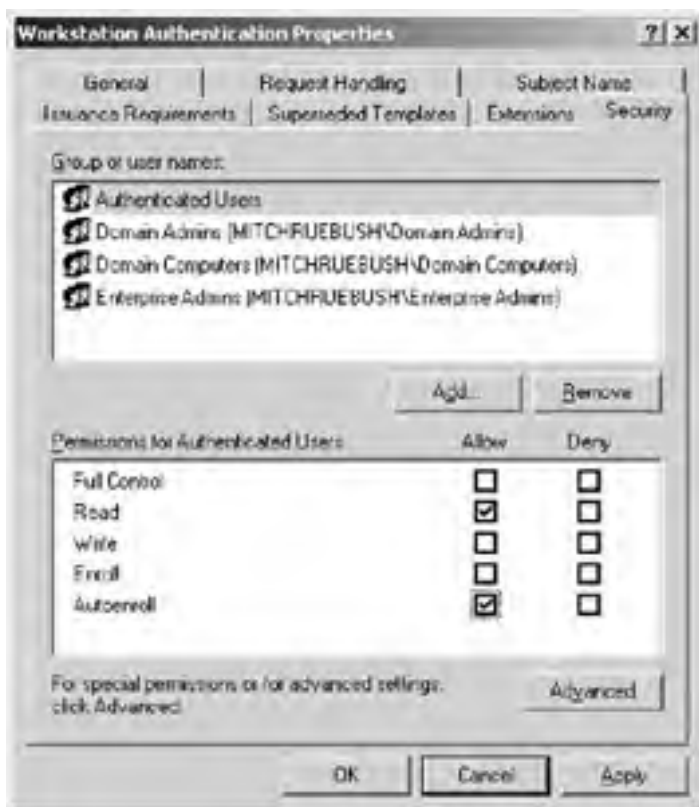 Workstation Authentication Properties
General Request Handling Subject Name
Issuance Requirements Superseded Templates Extensions Security
Group or user names:
Authenticated Users
Domain Admins (MITCHRUEBUSH\Domain Admins)
Domain Computers (MITCHRUEBUSH\Domain Computers)
Enterprise Admins (MITCHRUEBUSH\Enterprise Admins)
Add... Remove
Permissions for Authenticated Users Allow Deny
Full Control
Read
Write
Enroll
Autoenroll
For special permissions or for advanced settings,
click Advanced.
Advanced
OK Cancel Apply